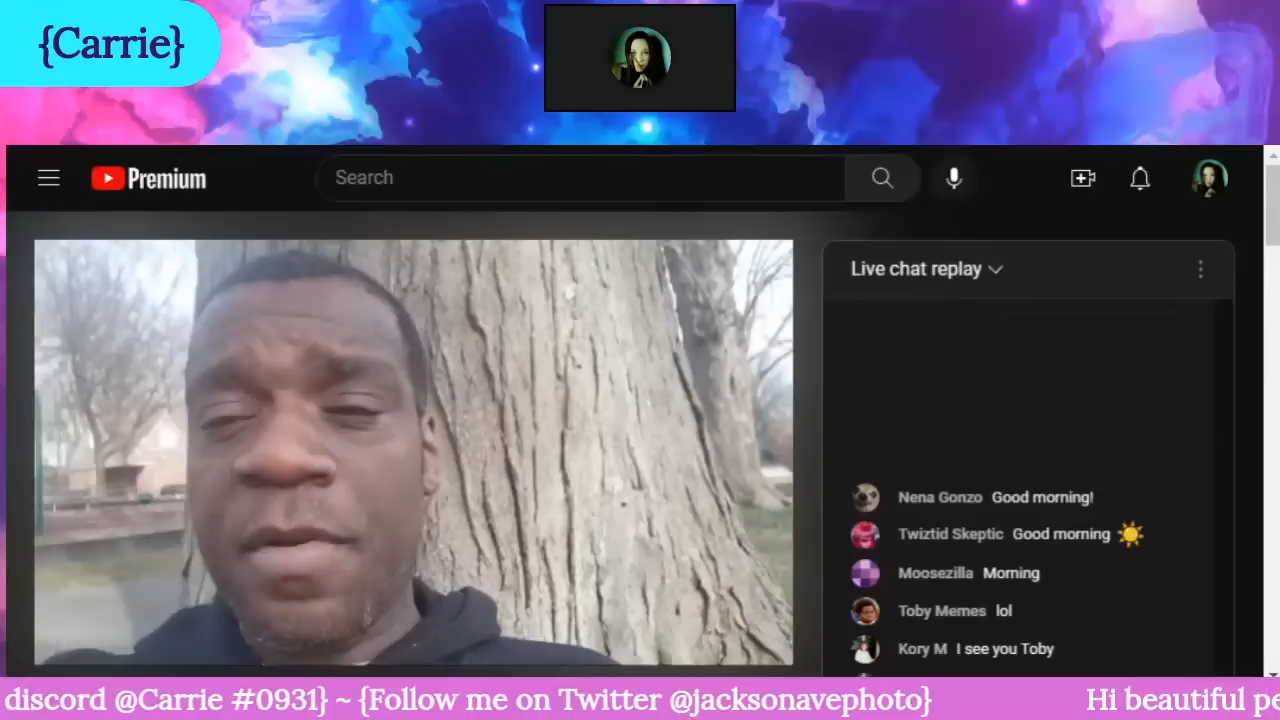 {Carrie}
Premium
Search
Live chat replay
Nena Gonzo Good morning!
Twiztid Skeptic Good morning
Moosezilla Morning
Toby Memes lol
Kory M I see you Toby
discord @Carrie #0931} ~ {Follow me on Twitter @jacksonavephoto} Hi beautiful